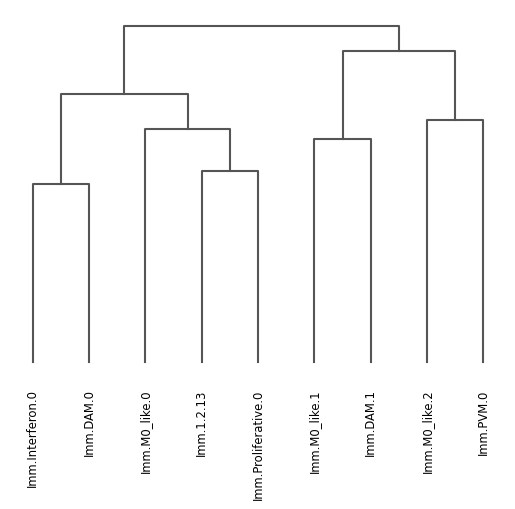 Imm.Interferon.0
Imm.DAM.0
Imm.M0_like.0
Imm.1.2.13
Imm.Proliferative.0
Imm.M0_like.1
Imm.DAM.1
Imm.M0_like.2
Imm.PVM.0